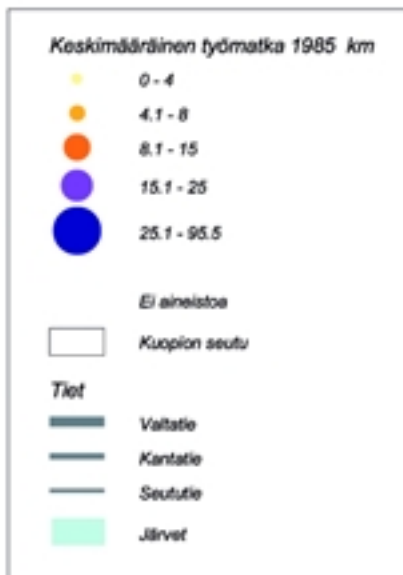 Keskimääräinen työmatka 1985 km
0 - 4
4.1 - 8
8.1 - 15
15.1 - 25
25.1 - 95.5
Ei aineistoa
Kuopion seutu
Tiet
Valtatie
Kantatie
Seututie
Järvet